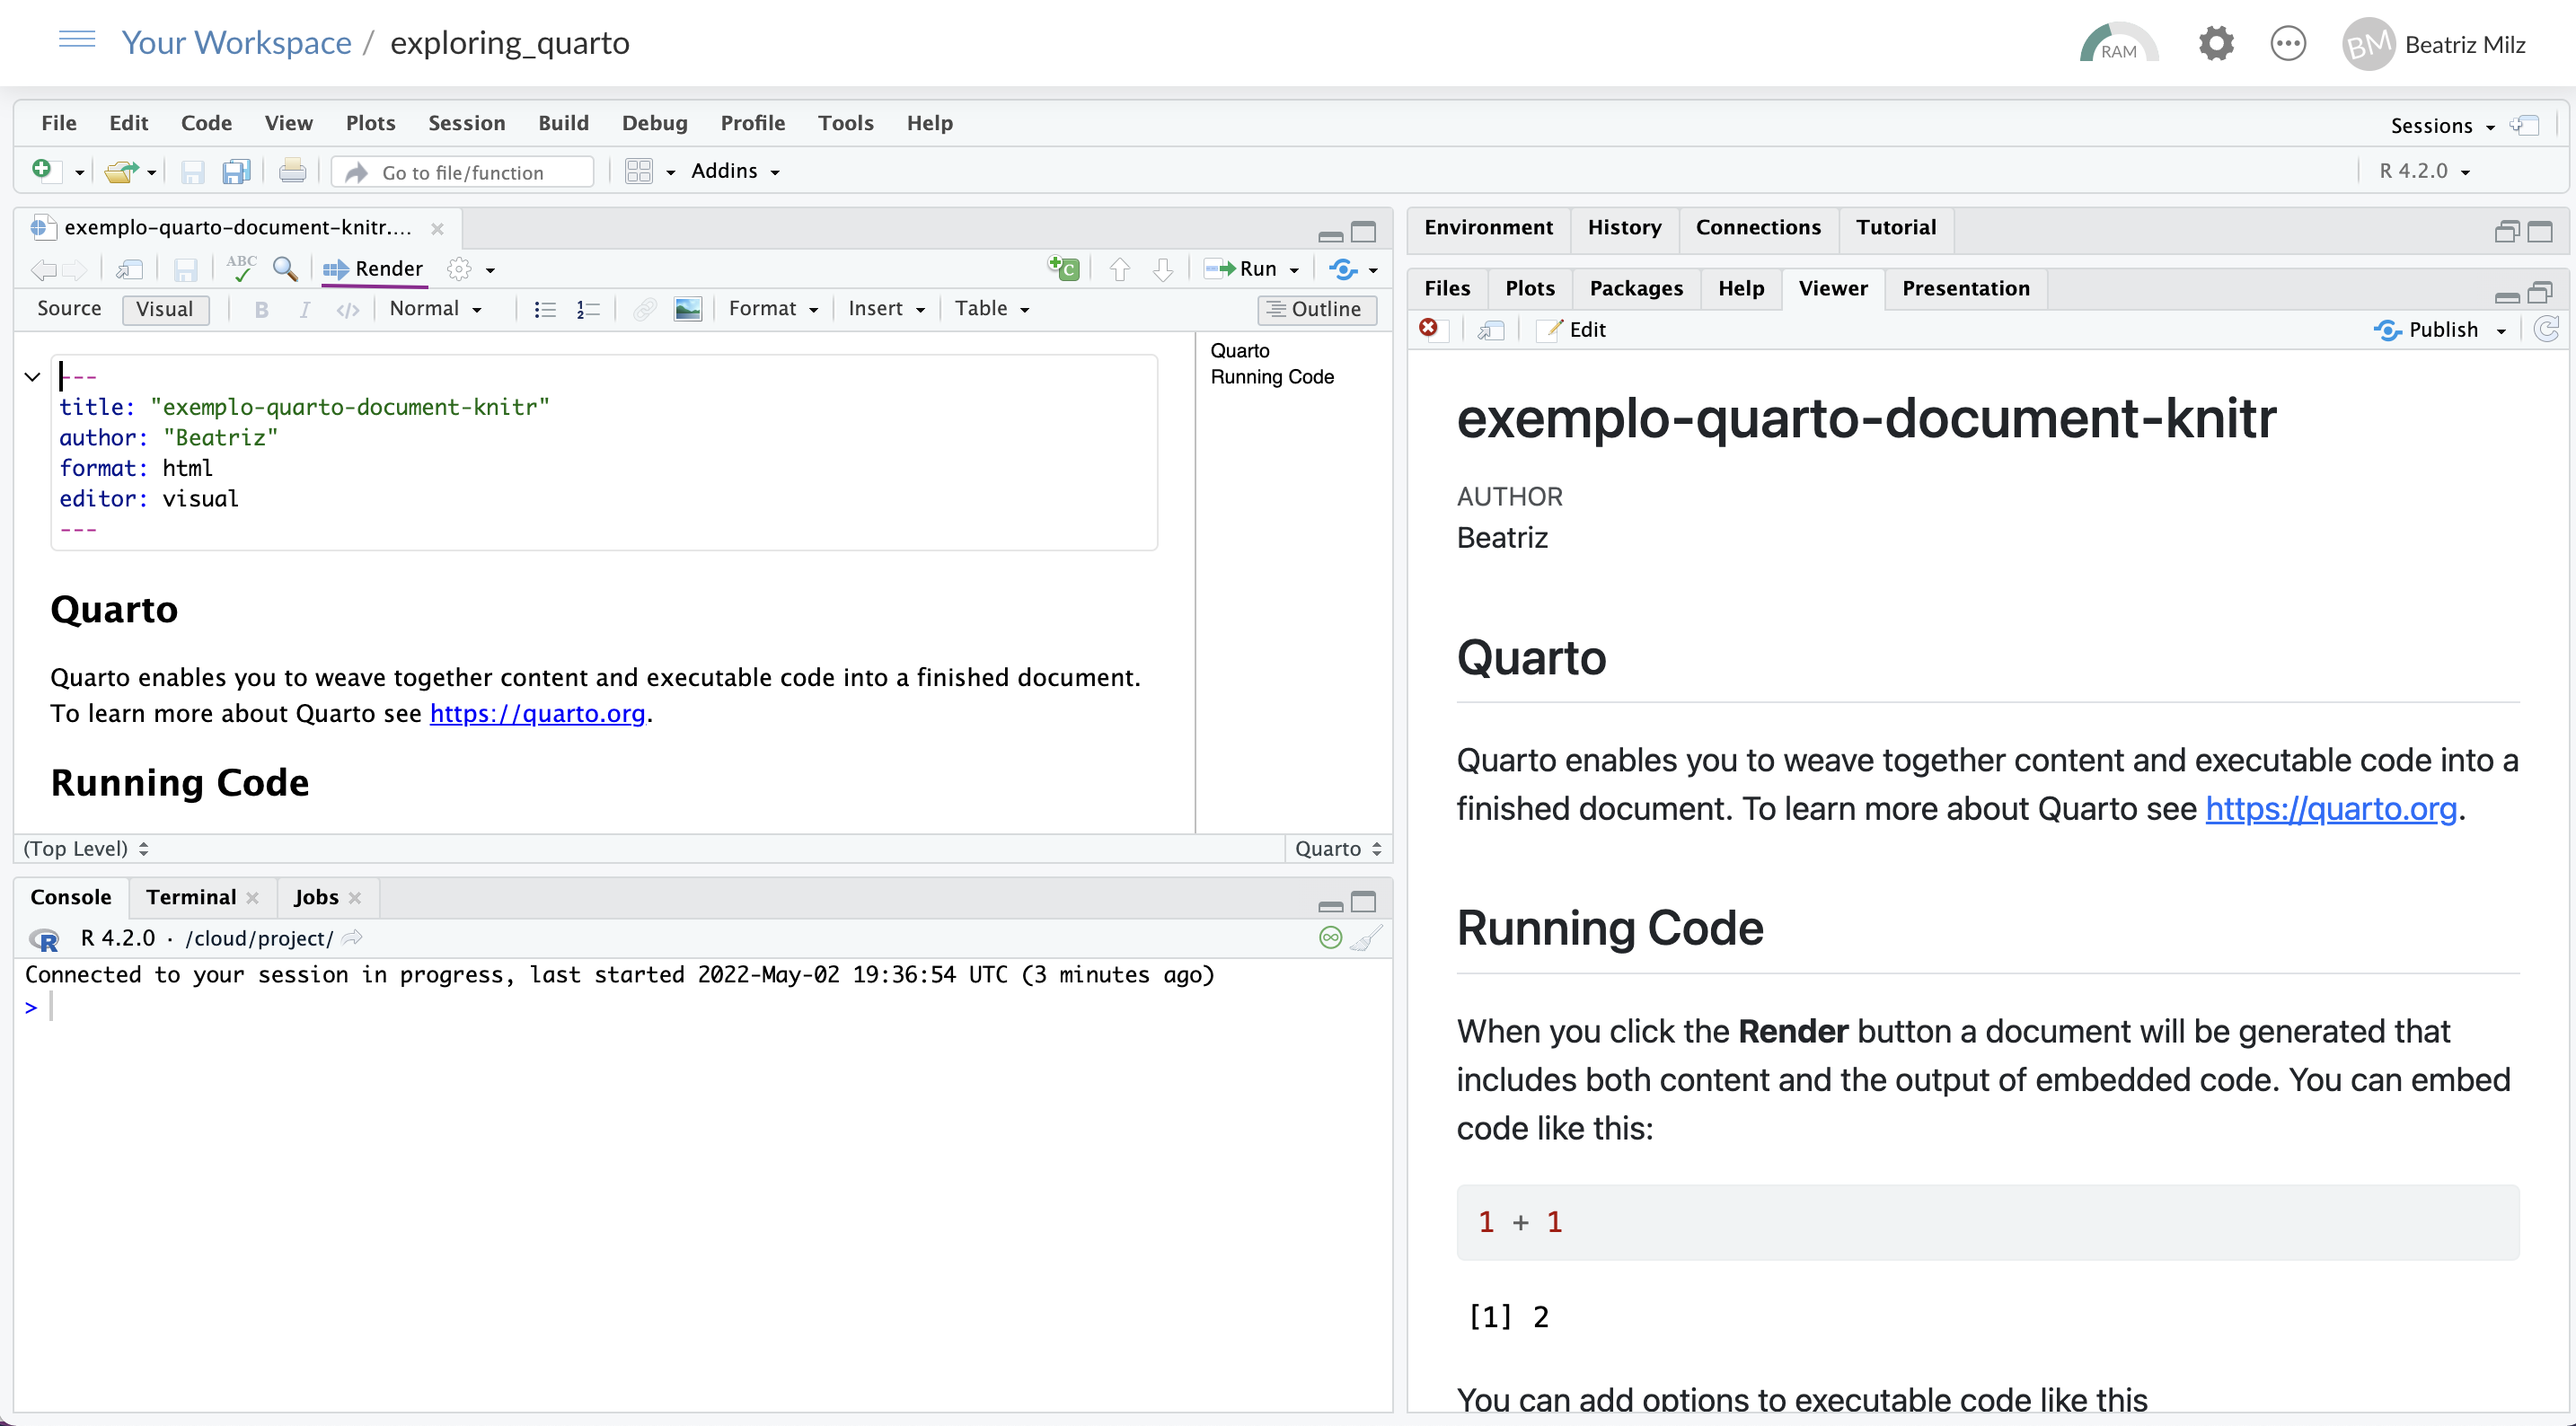 Your Workspace / exploring_quarto
RAM
BM Beatriz Milz
File Edit Code View Plots Session Build Debug Profile Tools Help
Sessions
Go to file/function
Addins
R 4.2.0
exemplo-quarto-document-knitr....
ABC
Render
C
Run
Source Visual B I </> Normal Format Insert Table Outline
---
title: "exemplo-quarto-document-knitr"
author: "Beatriz"
format: html
editor: visual
---
Quarto
Quarto enables you to weave together content and executable code into a finished document.
To learn more about Quarto see https://quarto.org.
Running Code
Quarto
Running Code
(Top Level)
Quarto
Console Terminal Jobs
R R 4.2.0 · /cloud/project/
Connected to your session in progress, last started 2022-May-02 19:36:54 UTC (3 minutes ago)
>
Environment History Connections Tutorial
Files Plots Packages Help Viewer Presentation
Edit
Publish
exemplo-quarto-document-knitr
AUTHOR
Beatriz
Quarto
Quarto enables you to weave together content and executable code into a
finished document. To learn more about Quarto see https://quarto.org.
Running Code
When you click the Render button a document will be generated that
includes both content and the output of embedded code. You can embed
code like this:
1 + 1
[1] 2
You can add options to executable code like this